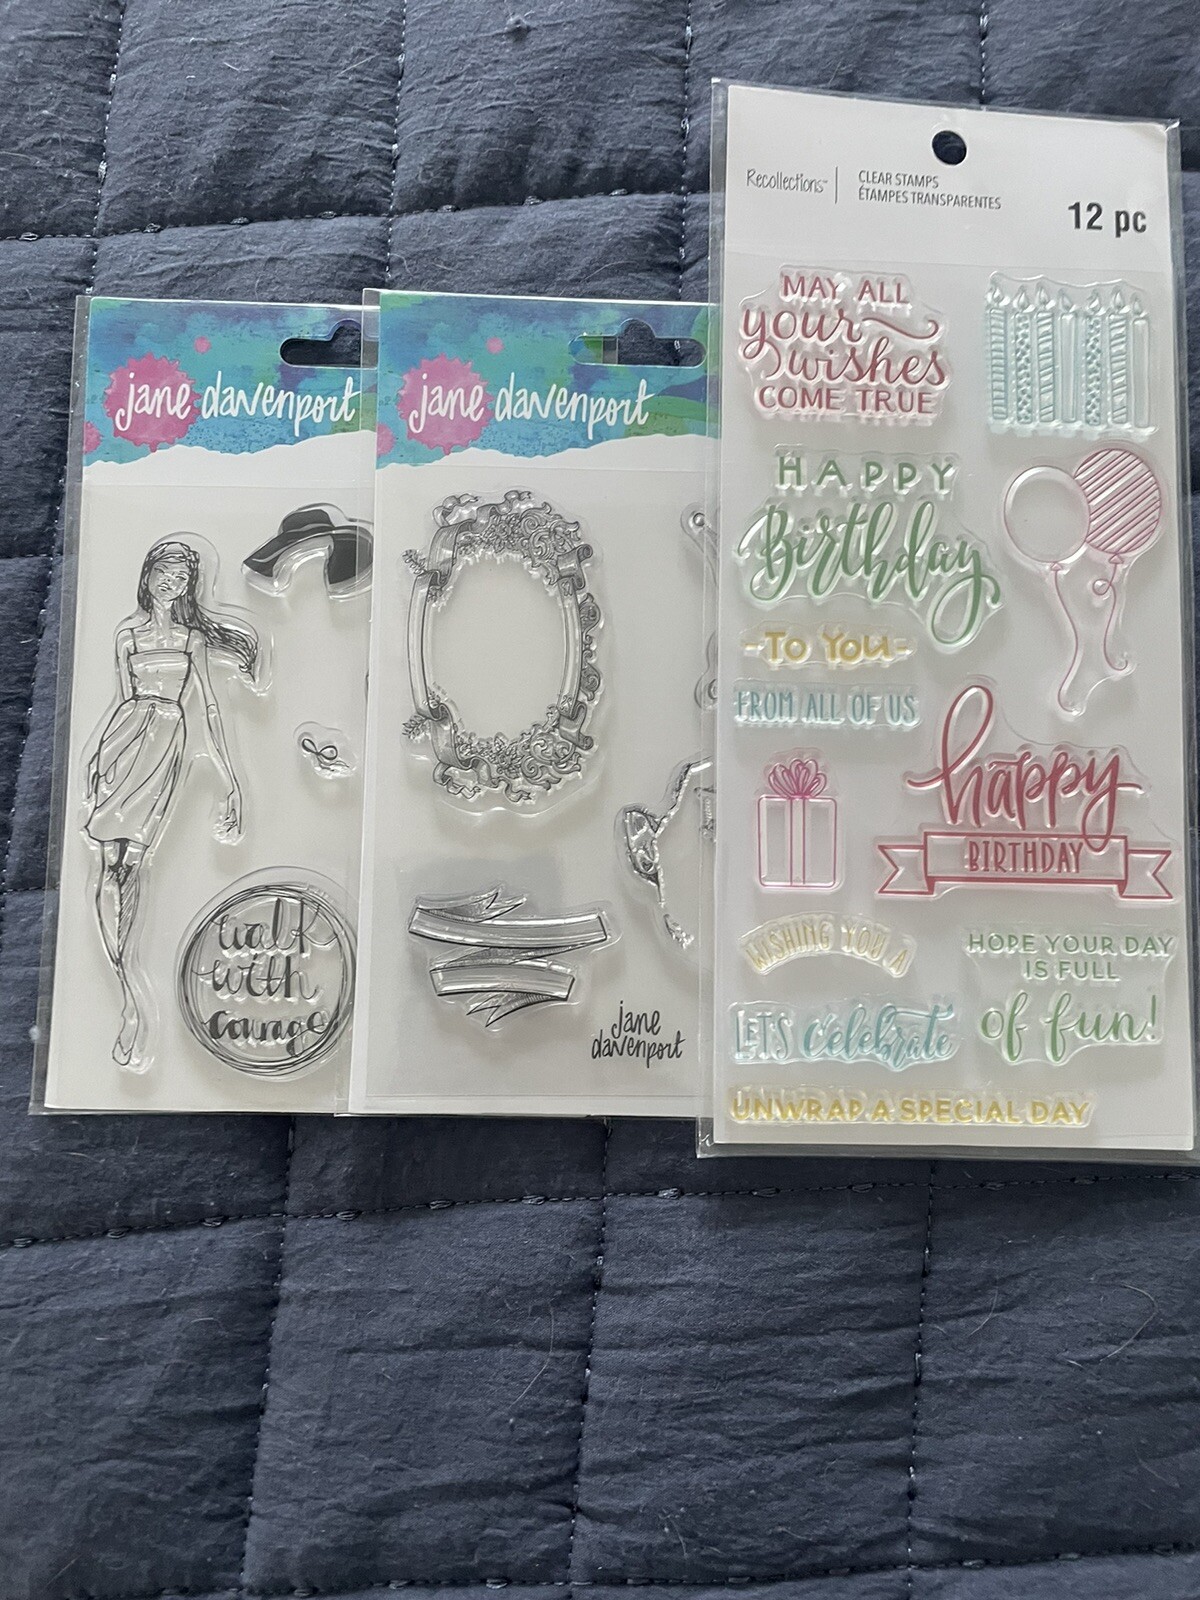 jane davenport
walk
with
courage
jane davenport
jane
davenport
Recollections™
CLEAR STAMPS
ÉTAMPES TRANSPARENTES
12 pc
MAY ALL
your
wishes
COME TRUE
HAPPY
Birthday
-TO YOU-
FROM ALL OF US
happy
BIRTHDAY
WISHING YOU A
HOPE YOUR DAY
IS FULL
of fun!
LET'S celebrate
UNWRAP A SPECIAL DAY